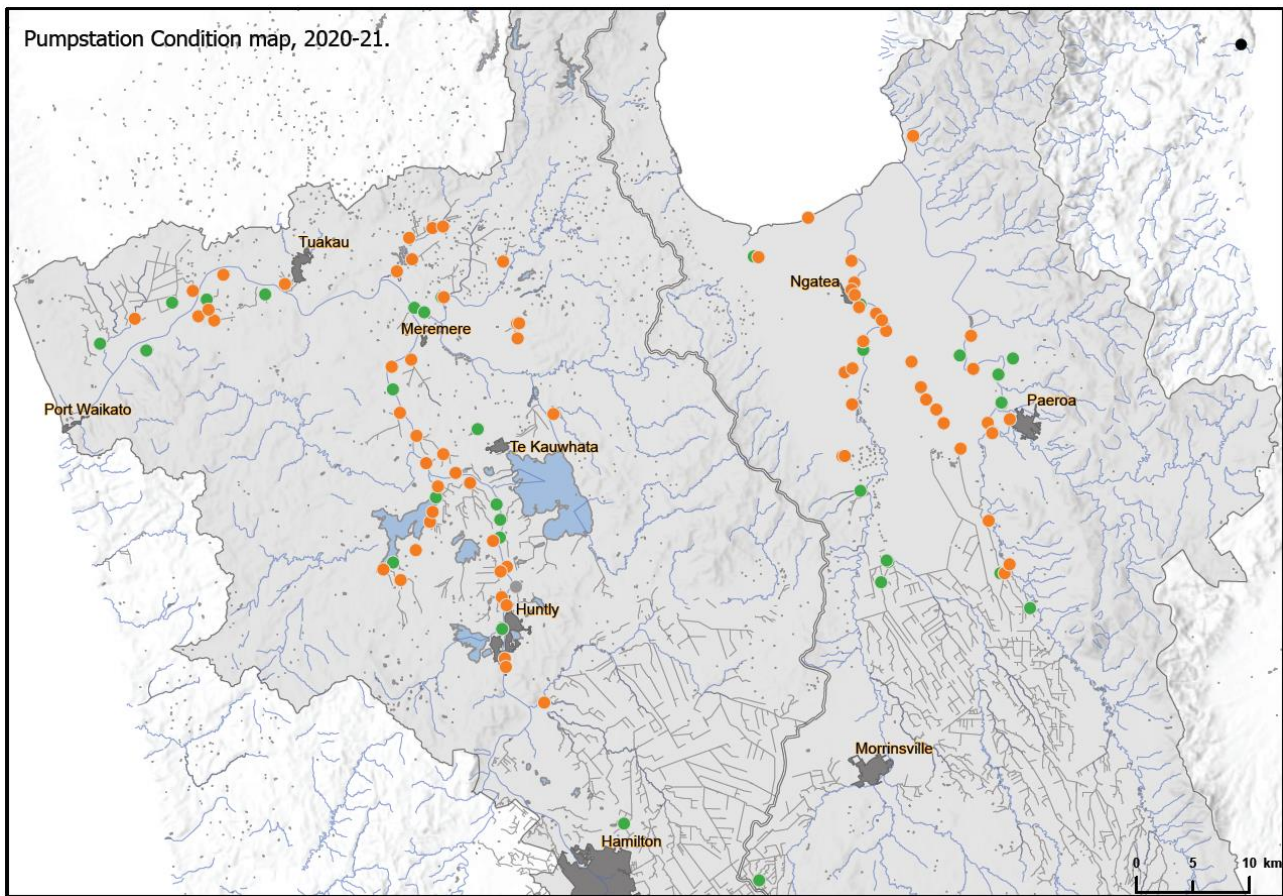 Pumpstation Condition map, 2020-21.
Tuakau
Ngatea
Meremere
Port Waikato
Paeroa
Te Kauwhata
Huntly
Morrinsville
Hamilton
0 5 10 km